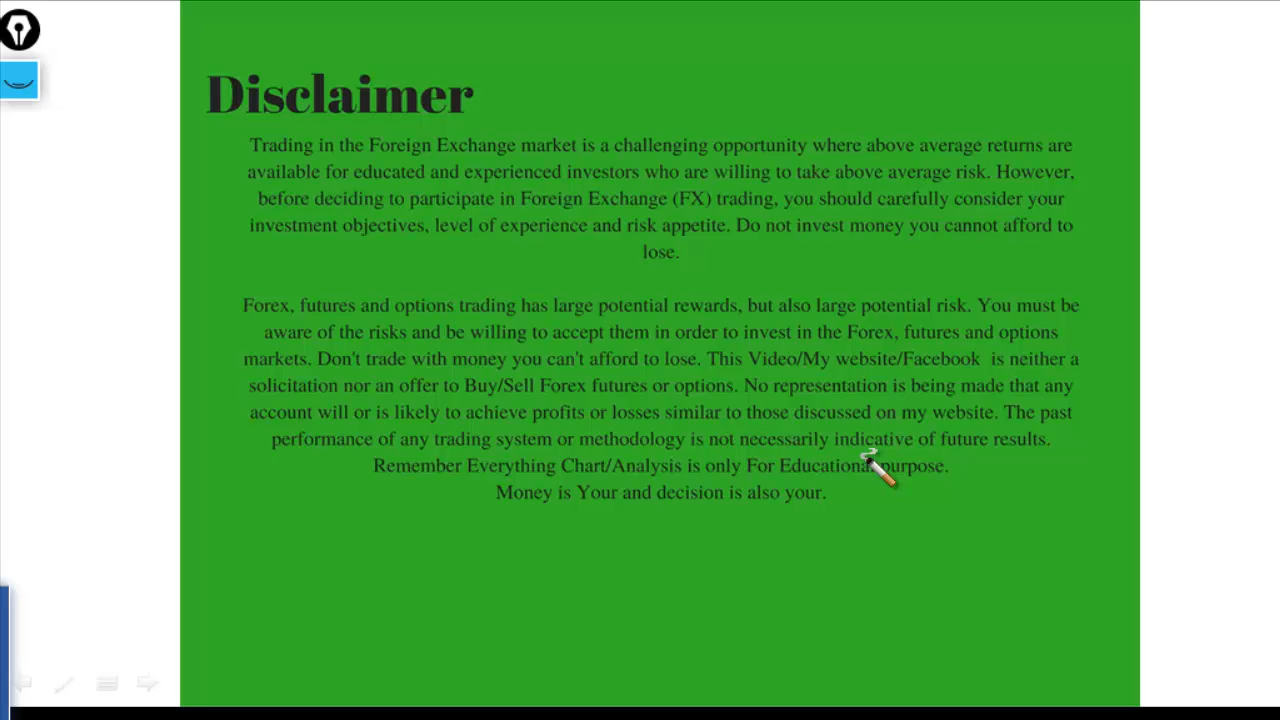 Disclaimer
Trading in the Foreign Exchange market is a challenging opportunity where above average returns are
available for educated and experienced investors who are willing to take above average risk. However,
before deciding to participate in Foreign Exchange (FX) trading, you should carefully consider your
investment objectives, level of experience and risk appetite. Do not invest money you cannot afford to
lose.
Forex, futures and options trading has large potential rewards, but also large potential risk. You must be
aware of the risks and be willing to accept them in order to invest in the Forex, futures and options
markets. Don't trade with money you can't afford to lose. This Video/My website/Facebook is neither a
solicitation nor an offer to Buy/Sell Forex futures or options. No representation is being made that any
account will or is likely to achieve profits or losses similar to those discussed on my website. The past
performance of any trading system or methodology is not necessarily indicative of future results.
Remember Everything Chart/Analysis is only For Educational purpose.
Money is Your and decision is also your.